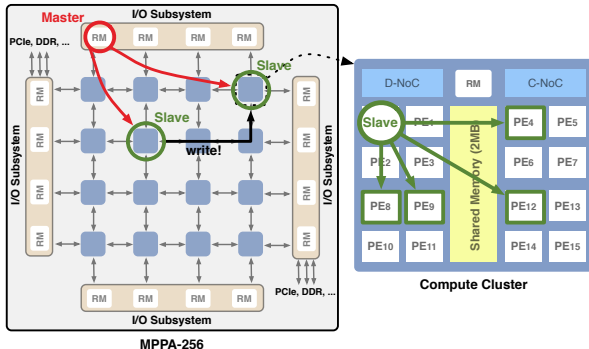 I/O Subsystem
Master
RM RM RM RM
PCIe, DDR, ...
Slave
RM
RM
RM
RM
I/O Subsystem
Slave
write!
RM
RM
RM
RM
I/O Subsystem
PCIe, DDR, ...
RM RM RM RM
I/O Subsystem
MPPA-256
D-NoC RM C-NoC
Slave PE1 PE4 PE5
PE2 PE3 PE6 PE7
Shared Memory (2MB)
PE8 PE9 PE12 PE13
PE10 PE11 PE14 PE15
Compute Cluster